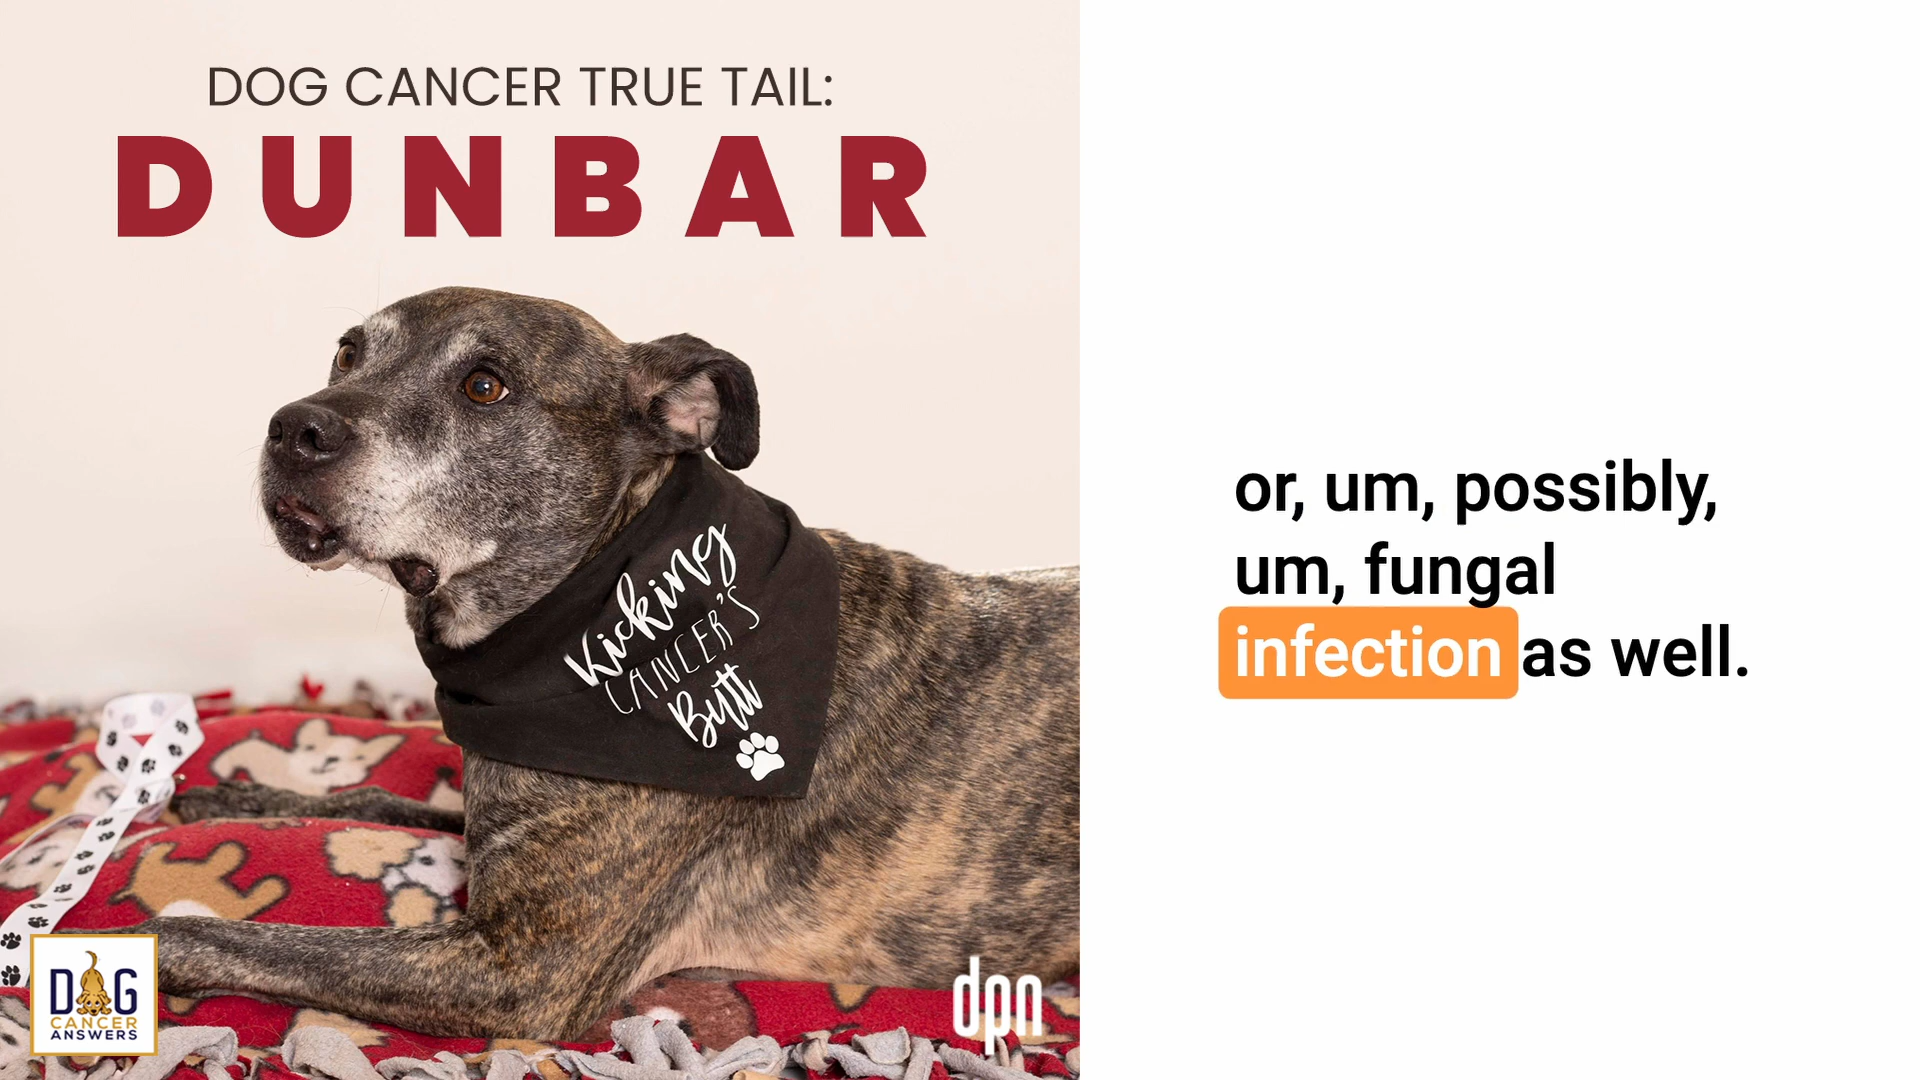 DOG CANCER TRUE TAIL:
DUNBAR
Kicking
CANCER'S
Butt
DOG
CANCER
ANSWERS
dpn
or, um, possibly,
um, fungal
infection as well.